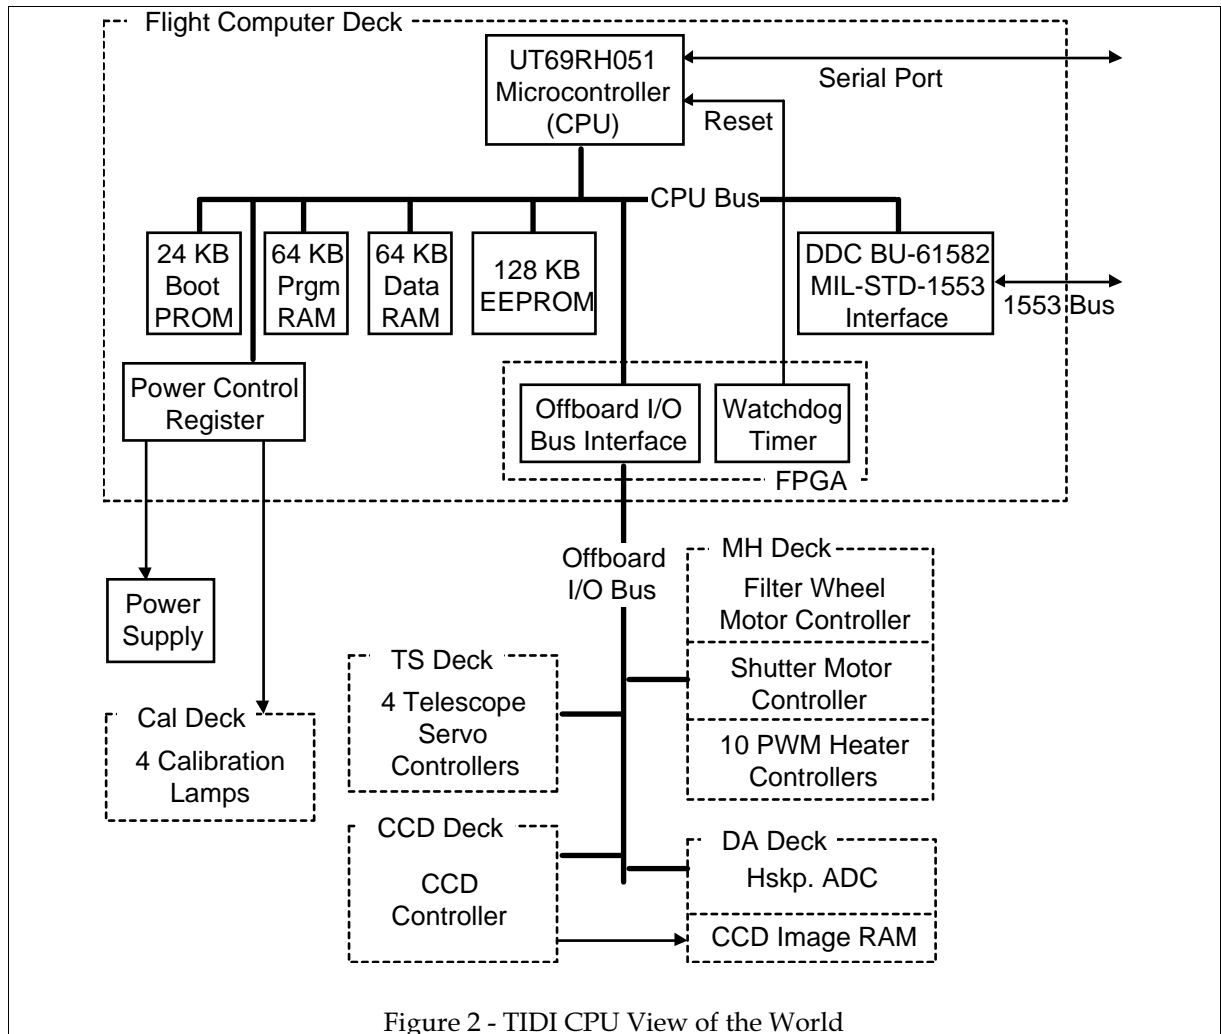 Flight Computer Deck
UT69RH051
Microcontroller
(CPU)
Serial Port
Reset
CPU Bus
24 KB
Boot
PROM
64 KB
Prgm
RAM
64 KB
Data
RAM
128 KB
EEPROM
DDC BU-61582
MIL-STD-1553
Interface
1553 Bus
Power Control
Register
Offboard I/O
Bus Interface
Watchdog
Timer
FPGA
Offboard
I/O Bus
MH Deck
Filter Wheel
Motor Controller
Shutter Motor
Controller
10 PWM Heater
Controllers
Power
Supply
TS Deck
4 Telescope
Servo
Controllers
Cal Deck
4 Calibration
Lamps
CCD Deck
CCD
Controller
DA Deck
Hskp. ADC
CCD Image RAM
Figure 2 - TIDI CPU View of the World